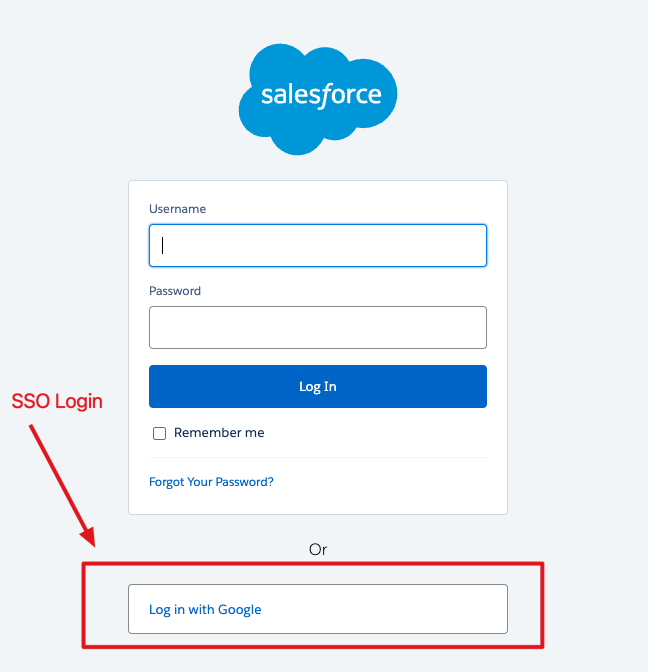 salesforce
Username
Password
Log In
SSO Login
Remember me
Forgot Your Password?
Or
Log in with Google